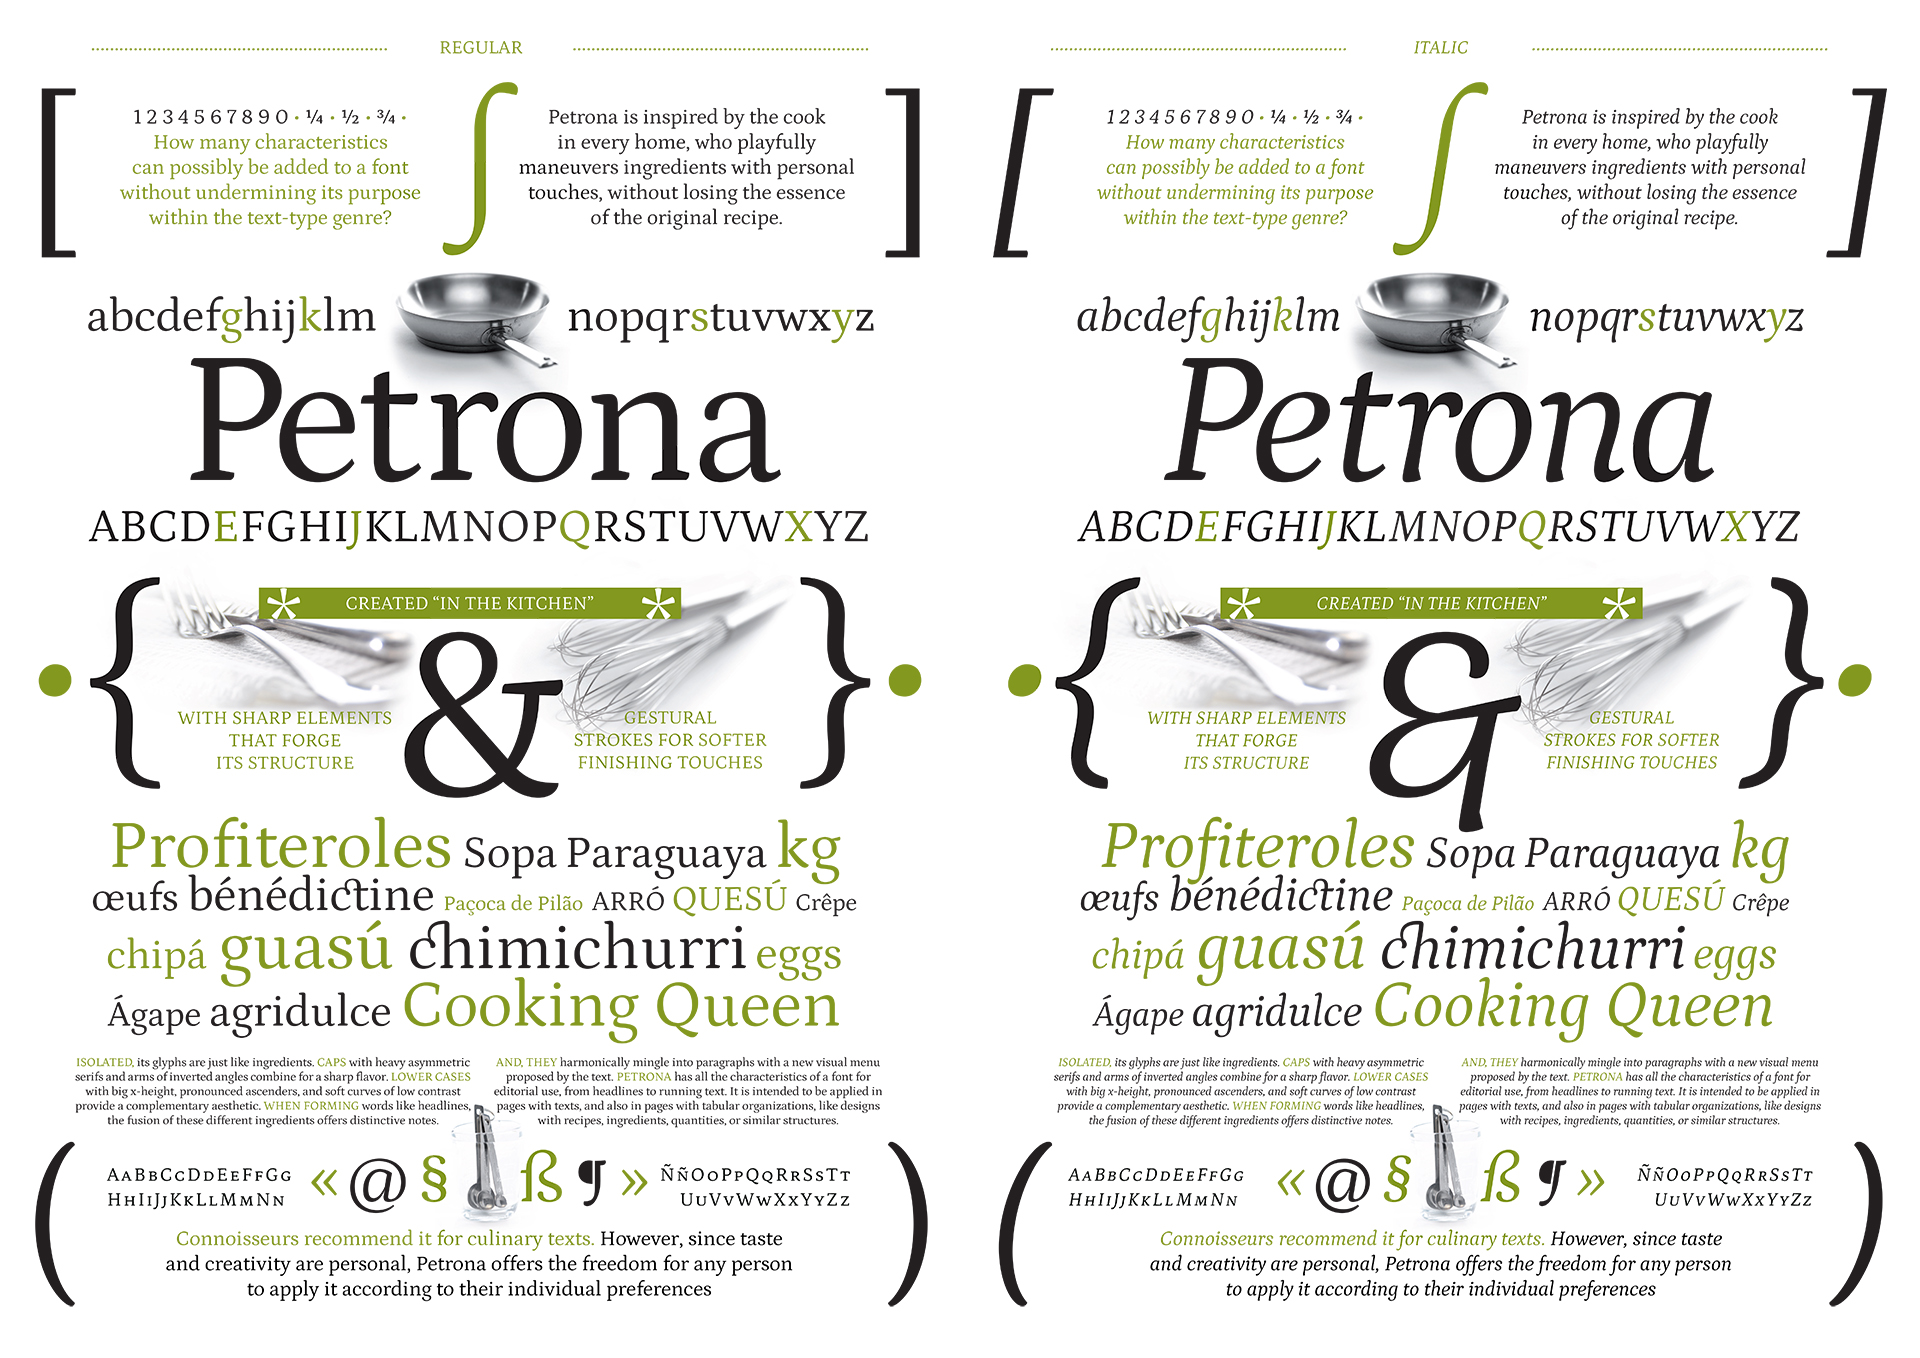 REGULAR
[
1 2 3 4 5 6 7 8 9 0 · ¼ · ½ · ¾ ·
How many characteristics
can possibly be added to a font
without undermining its purpose
within the text-type genre?
∫
Petrona is inspired by the cook
in every home, who playfully
maneuvers ingredients with personal
touches, without losing the essence
of the original recipe.
]
abcdefghijklm
nopqrstuvwxyz
Petrona
ABCDEFGHIJKLMNOPQRSTUVWXYZ
* CREATED “IN THE KITCHEN” *
• {
WITH SHARP ELEMENTS
THAT FORGE
ITS STRUCTURE
&
GESTURAL
STROKES FOR SOFTER
FINISHING TOUCHES
} •
Profiteroles Sopa Paraguaya kg
œufs bénédictine Paçoca de Pilão ARRÓ QUESÚ Crêpe
chipá guasú chimichurri eggs
Ágape agridulce Cooking Queen
ISOLATED, its glyphs are just like ingredients. CAPS with heavy asymmetric
serifs and arms of inverted angles combine for a sharp flavor. LOWER CASES
with big x-height, pronounced ascenders, and soft curves of low contrast
provide a complementary aesthetic. WHEN FORMING words like headlines,
the fusion of these different ingredients offers distinctive notes.
AND, THEY harmonically mingle into paragraphs with a new visual menu
proposed by the text. PETRONA has all the characteristics of a font for
editorial use, from headlines to running text. It is intended to be applied in
pages with texts, and also in pages with tabular organizations, like designs
with recipes, ingredients, quantities, or similar structures.
(
AABBCCDDEEFFGG
HHIIJJKKLLMMNN
« @ § ß ¶ »
ÑñOOPPQQRRSSTT
UUVVWWXXYYZZ
)
Connoisseurs recommend it for culinary texts. However, since taste
and creativity are personal, Petrona offers the freedom for any person
to apply it according to their individual preferences
ITALIC
[
1 2 3 4 5 6 7 8 9 0 · ¼ · ½ · ¾ ·
How many characteristics
can possibly be added to a font
without undermining its purpose
within the text-type genre?
∫
Petrona is inspired by the cook
in every home, who playfully
maneuvers ingredients with personal
touches, without losing the essence
of the original recipe.
]
abcdefghijklm
nopqrstuvwxyz
Petrona
ABCDEFGHIJKLMNOPQRSTUVWXYZ
* CREATED “IN THE KITCHEN” *
• {
WITH SHARP ELEMENTS
THAT FORGE
ITS STRUCTURE
&
GESTURAL
STROKES FOR SOFTER
FINISHING TOUCHES
} •
Profiteroles Sopa Paraguaya kg
œufs bénédictine Paçoca de Pilão ARRÓ QUESÚ Crêpe
chipá guasú chimichurri eggs
Ágape agridulce Cooking Queen
ISOLATED, its glyphs are just like ingredients. CAPS with heavy asymmetric
serifs and arms of inverted angles combine for a sharp flavor. LOWER CASES
with big x-height, pronounced ascenders, and soft curves of low contrast
provide a complementary aesthetic. WHEN FORMING words like headlines,
the fusion of these different ingredients offers distinctive notes.
AND, THEY harmonically mingle into paragraphs with a new visual menu
proposed by the text. PETRONA has all the characteristics of a font for
editorial use, from headlines to running text. It is intended to be applied in
pages with texts, and also in pages with tabular organizations, like designs
with recipes, ingredients, quantities, or similar structures.
(
AABBCCDDEEFFGG
HHIIJJKKLLMMNN
« @ § ß ¶ »
ÑñOOPPQQRRSSTT
UUVVWWXXYYZZ
)
Connoisseurs recommend it for culinary texts. However, since taste
and creativity are personal, Petrona offers the freedom for any person
to apply it according to their individual preferences